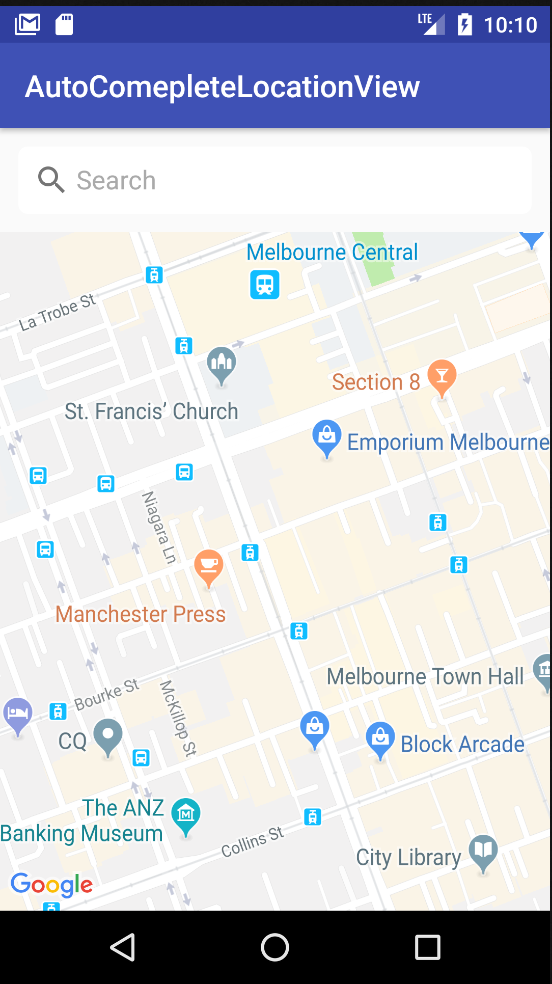 LTE 10:10
AutoComepleteLocationView
Search
Melbourne Central
La Trobe St
Section 8
St. Francis’ Church
Emporium Melbourne
Niagara Ln
Manchester Press
Melbourne Town Hall
Bourke St
McKillop St
CQ
Block Arcade
The ANZ
Banking Museum
Collins St
City Library
Google